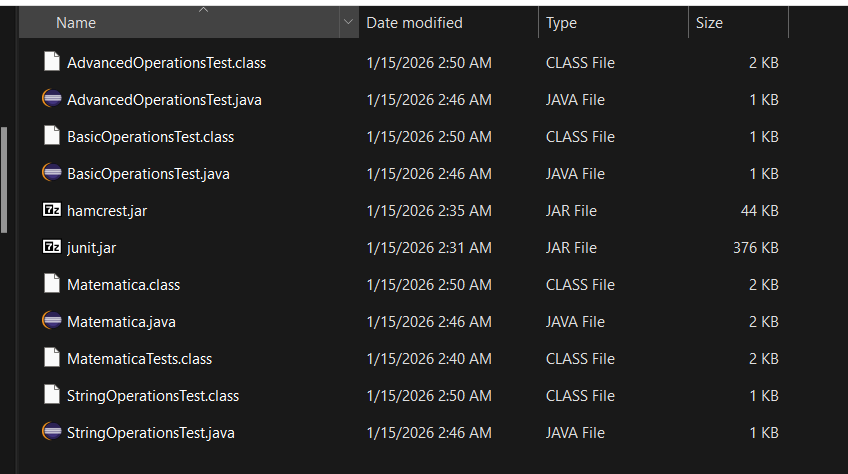 Name Date modified Type Size
AdvancedOperationsTest.class 1/15/2026 2:50 AM CLASS File 2 KB
AdvancedOperationsTest.java 1/15/2026 2:46 AM JAVA File 1 KB
BasicOperationsTest.class 1/15/2026 2:50 AM CLASS File 1 KB
BasicOperationsTest.java 1/15/2026 2:46 AM JAVA File 1 KB
7z hamcrest.jar 1/15/2026 2:35 AM JAR File 44 KB
7z junit.jar 1/15/2026 2:31 AM JAR File 376 KB
Matematica.class 1/15/2026 2:50 AM CLASS File 2 KB
Matematica.java 1/15/2026 2:46 AM JAVA File 2 KB
MatematicaTests.class 1/15/2026 2:40 AM CLASS File 2 KB
StringOperationsTest.class 1/15/2026 2:50 AM CLASS File 1 KB
StringOperationsTest.java 1/15/2026 2:46 AM JAVA File 1 KB